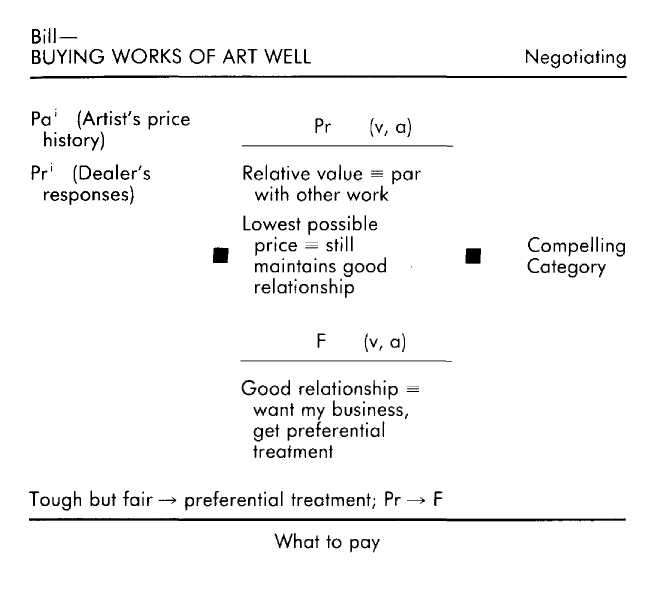 Bill—
BUYING WORKS OF ART WELL Negotiating
Paⁱ (Artist's price
history)
Prⁱ (Dealer's
responses)
Pr (v, a)
Relative value ≡ par
with other work
Lowest possible
price ≡ still
maintains good
relationship
■ ■
Compelling
Category
F (v, a)
Good relationship ≡
want my business,
get preferential
treatment
Tough but fair → preferential treatment; Pr → F
What to pay